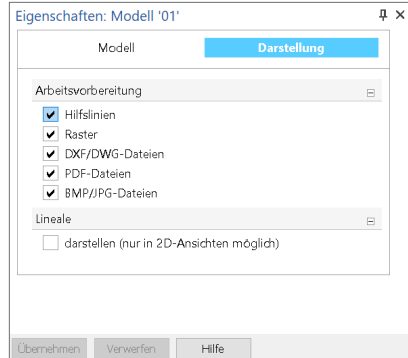 Eigenschaften: Modell '01'
Modell Darstellung
Arbeitsvorbereitung
Hilfslinien
Raster
DXF/DWG-Dateien
PDF-Dateien
BMP/JPG-Dateien
Lineale
darstellen (nur in 2D-Ansichten möglich)
Übernehmen Verwerfen Hilfe